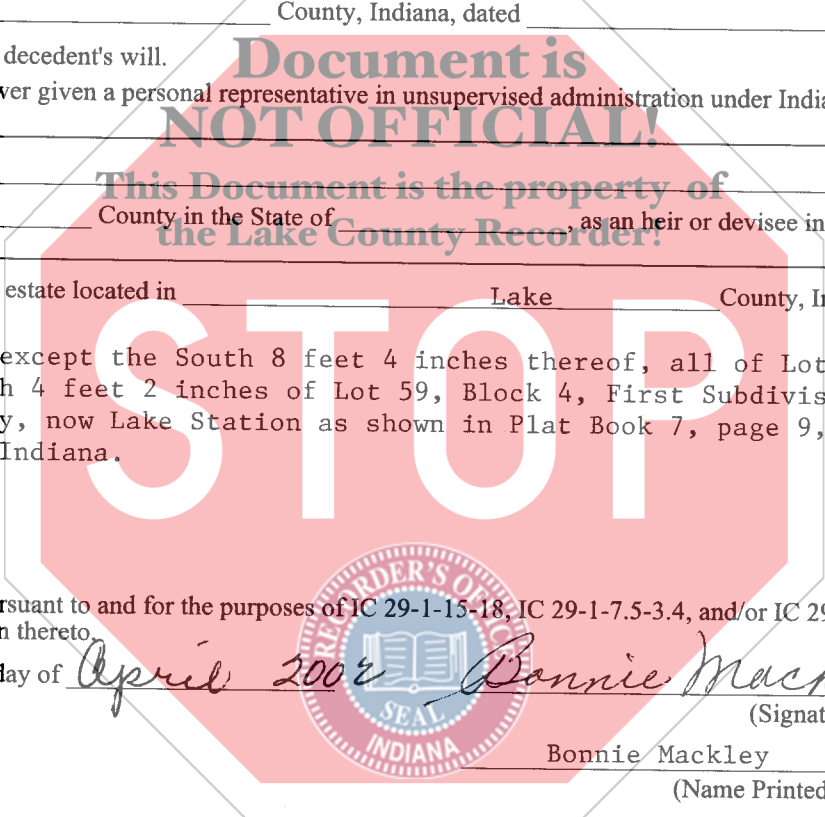 County, Indiana, dated
decedent's will.
Document is
ver given a personal representative in unsupervised administration under India
NOT OFFICIAL!
This Document is the property of
County in the State of , as an heir or devisee in
the Lake County Recorder!
estate located in Lake County, In
STOP
except the South 8 feet 4 inches thereof, all of Lot
h 4 feet 2 inches of Lot 59, Block 4, First Subdivis
y, now Lake Station as shown in Plat Book 7, page 9,
Indiana.
RECORDER'S OFFICE
rsuant to and for the purposes of IC 29-1-15-18, IC 29-1-7.5-3.4, and/or IC 29
n thereto.
day of April 2002 Bonnie Mack
SEAL
(Signat
INDIANA
Bonnie Mackley
(Name Printed